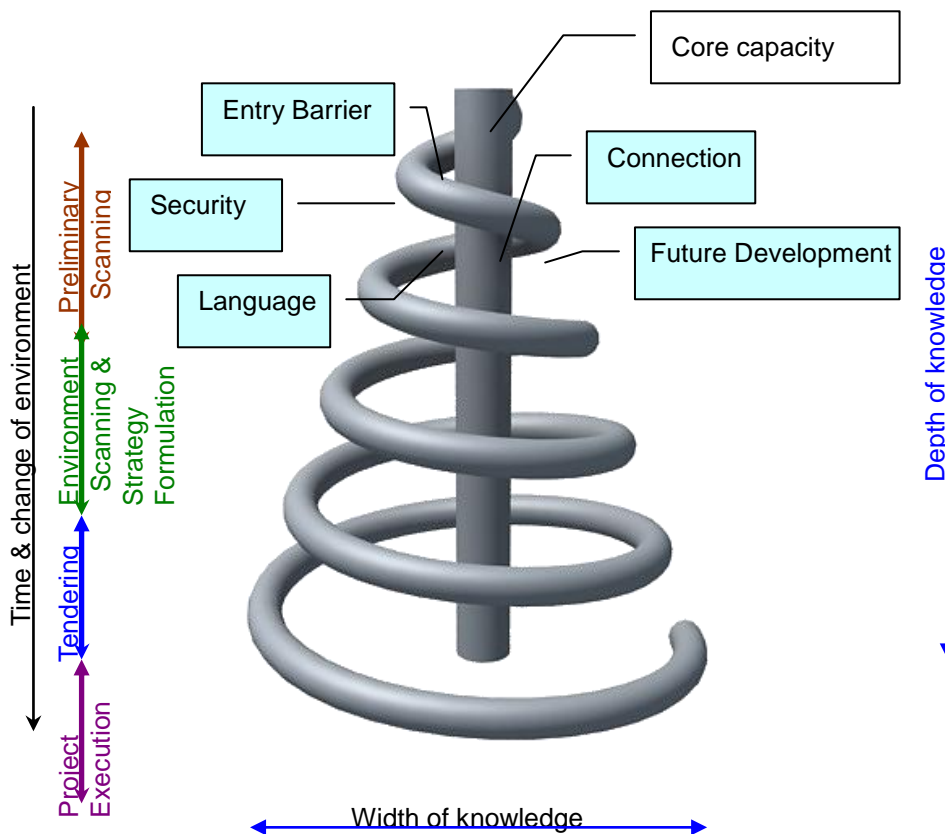 Core capacity
Entry Barrier
Connection
Security
Future Development
Language
Time & change of environment
Preliminary
Scanning
Environment
Scanning &
Strategy
Formulation
Tendering
Project
Execution
Depth of knowledge
Width of knowledge